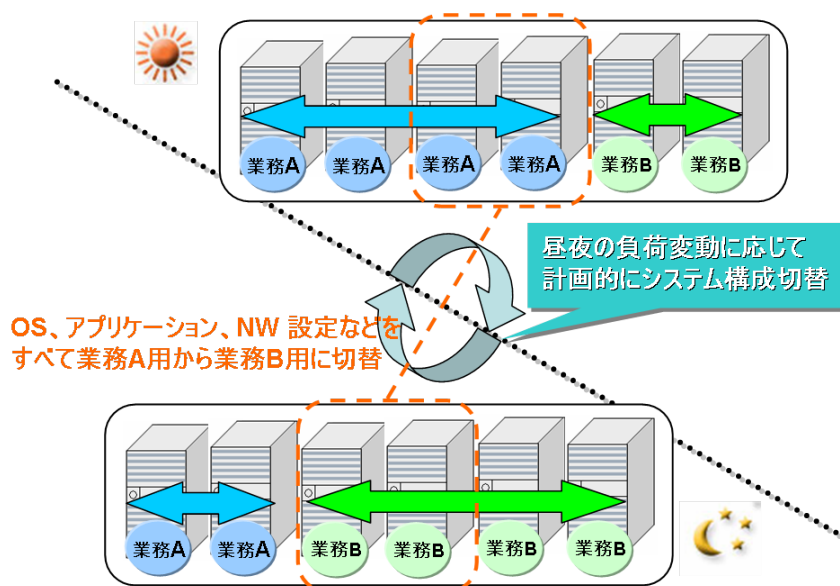 業務A
業務A
業務A
業務A
業務B
業務B
昼夜の負荷変動に応じて
計画的にシステム構成切替
OS、アプリケーション、NW 設定などを
すべて業務A用から業務B用に切替
業務A
業務A
業務B
業務B
業務B
業務B